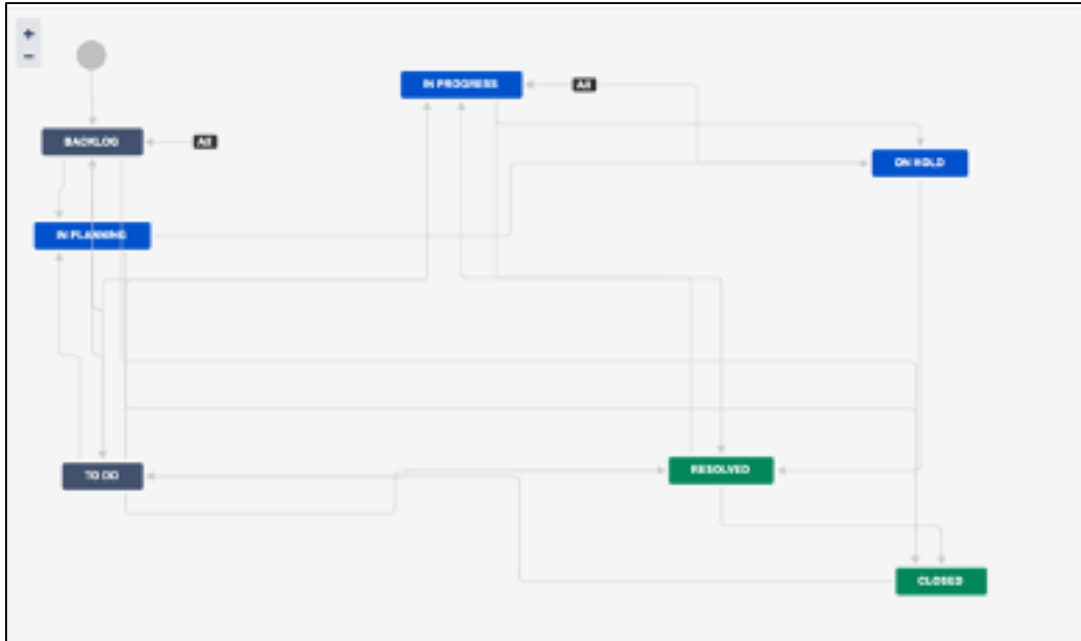 +
−
IN PROGRESS
All
BACKLOG
All
ON HOLD
IN PLANNING
TO DO
RESOLVED
CLOSED